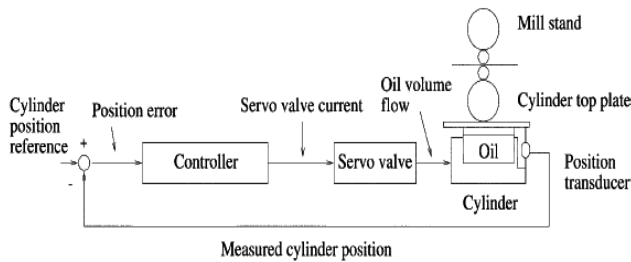 Mill stand
Oil volume
flow
Cylinder
position
reference
Position error
Servo valve current
Cylinder top plate
+
Controller
Servo valve
Oil
Position
transducer
-
Cylinder
Measured cylinder position